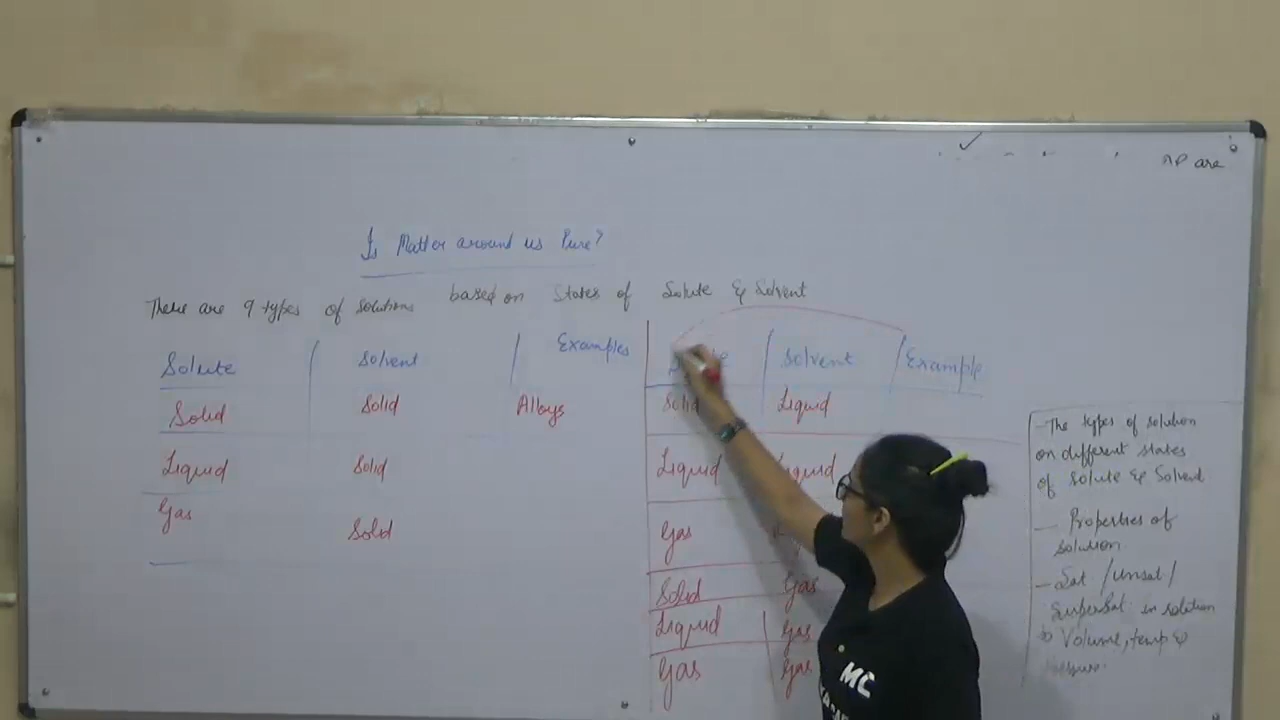 are
Is Matter around us Pure?
There are 9 types of solutions based on States of Solute & Solvent
Solute Solvent Examples
Solid Solid Alloys
Liquid Solid
Gas Solid
Solvent Example
Solid Liquid
Liquid Liquid
Gas
Solid Gas
Liquid Gas
Gas Gas
- The types of solution
on different states
of Solute & Solvent
- Properties of
solution
- Sat / Unsat /
SuperSat in solution
Volume, temp &
MC